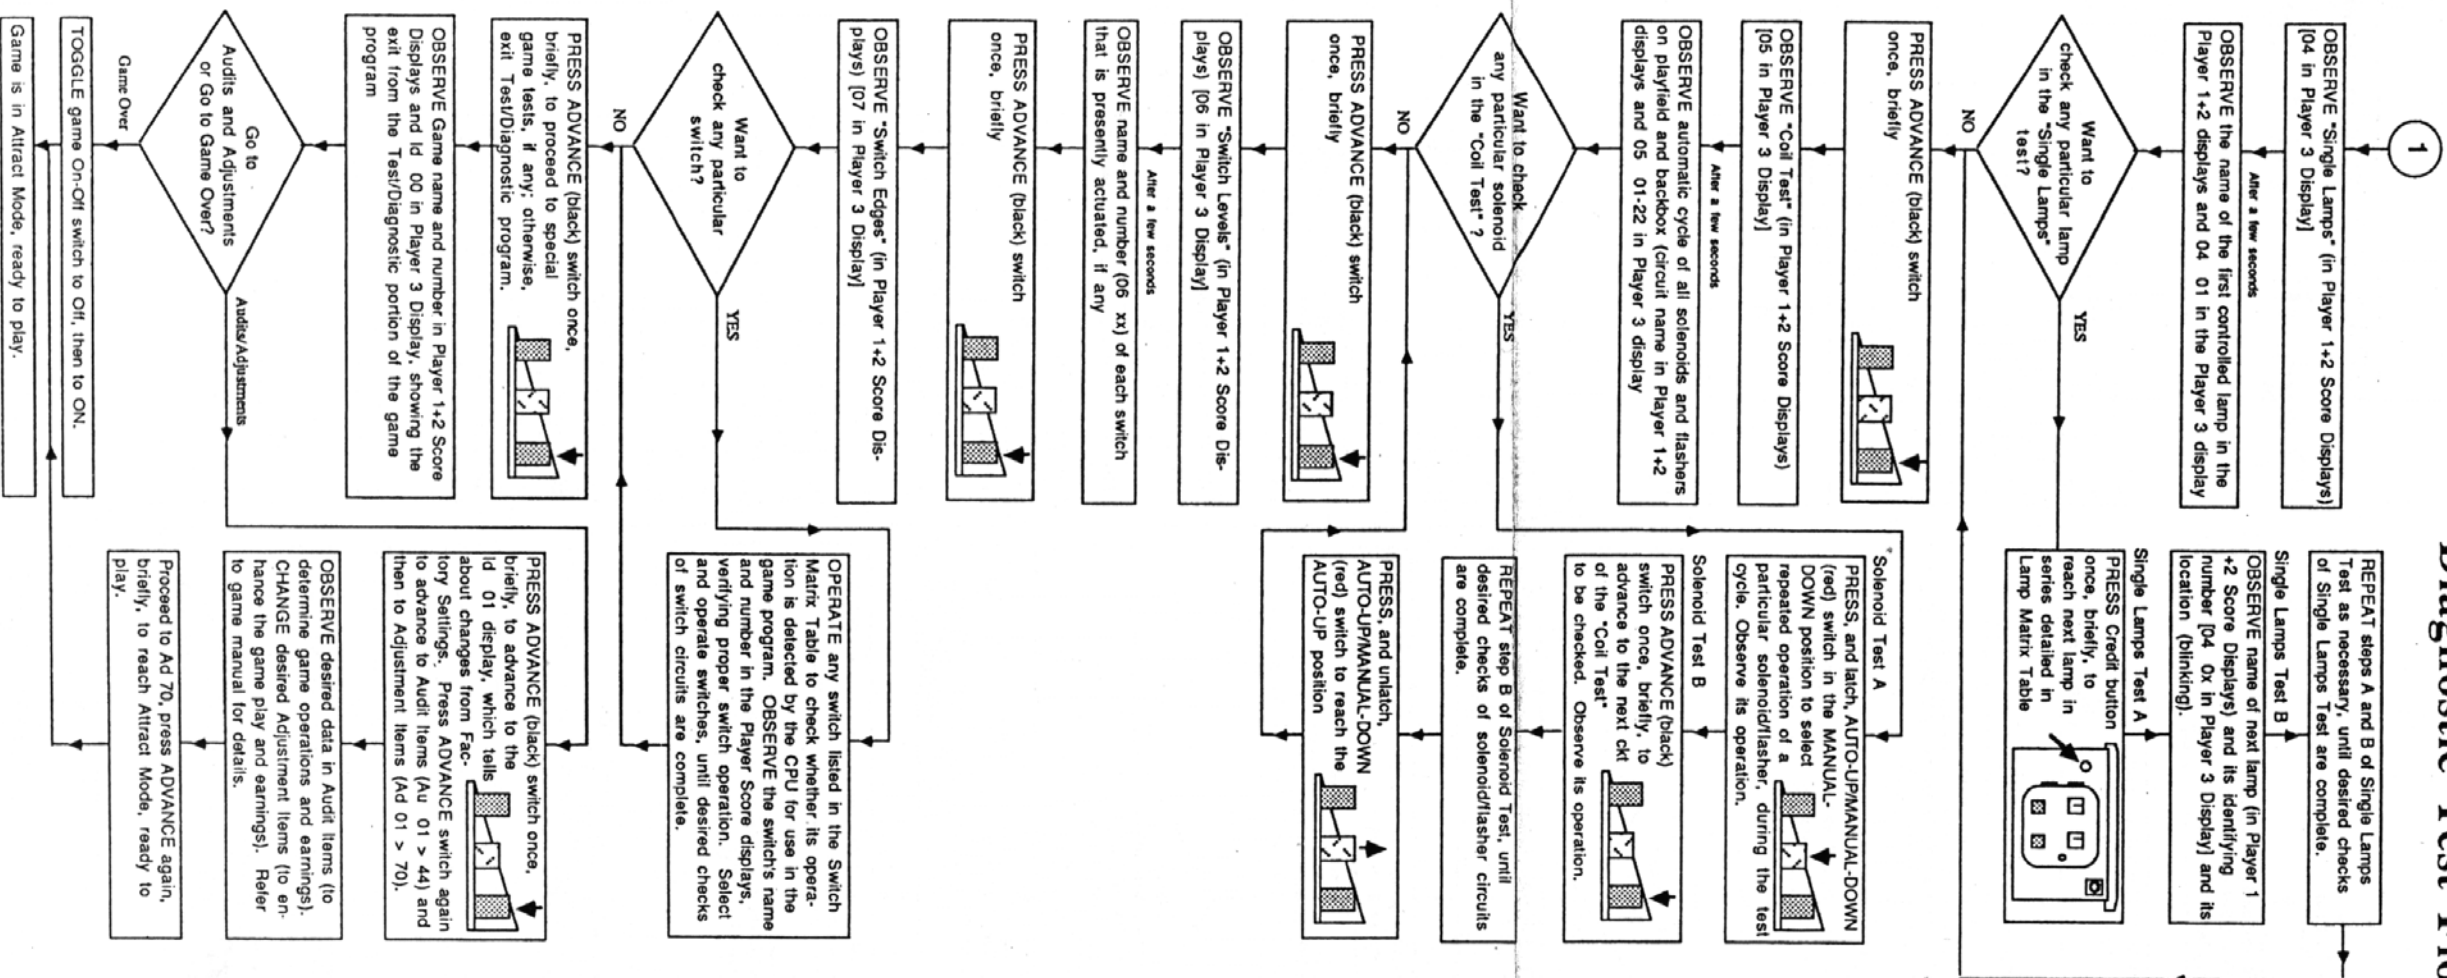 1
OBSERVE "Single Lamps" (in Player 1+2 Score Displays)
[04 in Player 3 Display]
After a few seconds
OBSERVE the name of the first controlled lamp in the
Player 1+2 displays and 04 01 in the Player 3 display
Want to
check any particular lamp
in the "Single Lamps"
test?
YES
NO
PRESS Credit button
once, briefly, to
reach next lamp in
series detailed in
Lamp Matrix Table
Single Lamps Test A
OBSERVE name of next lamp (in Player 1
+2 Score Displays) and its identifying
number [04 0x in Player 3 Display] and its
location (blinking).
Single Lamps Test B
REPEAT steps A and B of Single Lamps
Test as necessary, until desired checks
of Single Lamps Test are complete.
PRESS ADVANCE (black) switch
once, briefly
OBSERVE "Coil Test" (in Player 1+2 Score Displays)
[05 in Player 3 Display]
After a few seconds
OBSERVE automatic cycle of all solenoids and flashers
on playfield and backbox (circuit name in Player 1+2
displays and 05 01-22 in Player 3 display
Want to check
any particular solenoid
in the "Coil Test" ?
YES
NO
Solenoid Test A
PRESS, and latch, AUTO-UP/MANUAL-DOWN
(red) switch in the MANUAL-
DOWN position to select
repeated operation of a
particular solenoid/flasher, during the test
cycle. Observe its operation.
Solenoid Test B
PRESS ADVANCE (black)
switch once, briefly, to
advance to the next ckt
of the "Coil Test"
to be checked. Observe its operation.
REPEAT step B of Solenoid Test, until
desired checks of solenoid/flasher circuits
are complete.
PRESS, and unlatch,
AUTO-UP/MANUAL-DOWN
(red) switch to reach the
AUTO-UP position
PRESS ADVANCE (black) switch
once, briefly
OBSERVE "Switch Levels" (in Player 1+2 Score Dis-
plays) [06 in Player 3 Display]
After a few seconds
OBSERVE name and number (06 xx) of each switch
that is presently actuated, if any
PRESS ADVANCE (black) switch
once, briefly
OBSERVE "Switch Edges" (in Player 1+2 Score Dis-
plays) [07 in Player 3 Display]
Want to
check any particular
switch?
YES
NO
OPERATE any switch listed in the Switch
Matrix Table to check whether its opera-
tion is detected by the CPU for use in the
game program. OBSERVE the switch's name
and number in the Player Score displays,
verifying proper switch operation. Select
and operate switches, until desired checks
of switch circuits are complete.
PRESS ADVANCE (black) switch once,
briefly, to proceed to special
game tests, if any; otherwise,
exit Test/Diagnostic program.
OBSERVE Game name and number in Player 1+2 Score
Displays and Id 00 in Player 3 Display, showing the
exit from the Test/Diagnostic portion of the game
program
Go to
Audits and Adjustments
or Go to Game Over?
Audits/Adjustments
Game Over
PRESS ADVANCE (black) switch once,
briefly, to advance to the
Id 01 display, which tells
about changes from Fac-
tory Settings. Press ADVANCE switch again
to advance to Audit Items (Au 01 > 44) and
then to Adjustment Items (Ad 01 > 70).
OBSERVE desired data in Audit Items (to
determine game operations and earnings).
CHANGE desired Adjustment Items (to en-
hance the game play and earnings). Refer
to game manual for details.
Proceed to Ad 70, press ADVANCE again,
briefly, to reach Attract Mode, ready to
play.
TOGGLE game On-Off switch to Off, then to ON.
Game is in Attract Mode, ready to play.